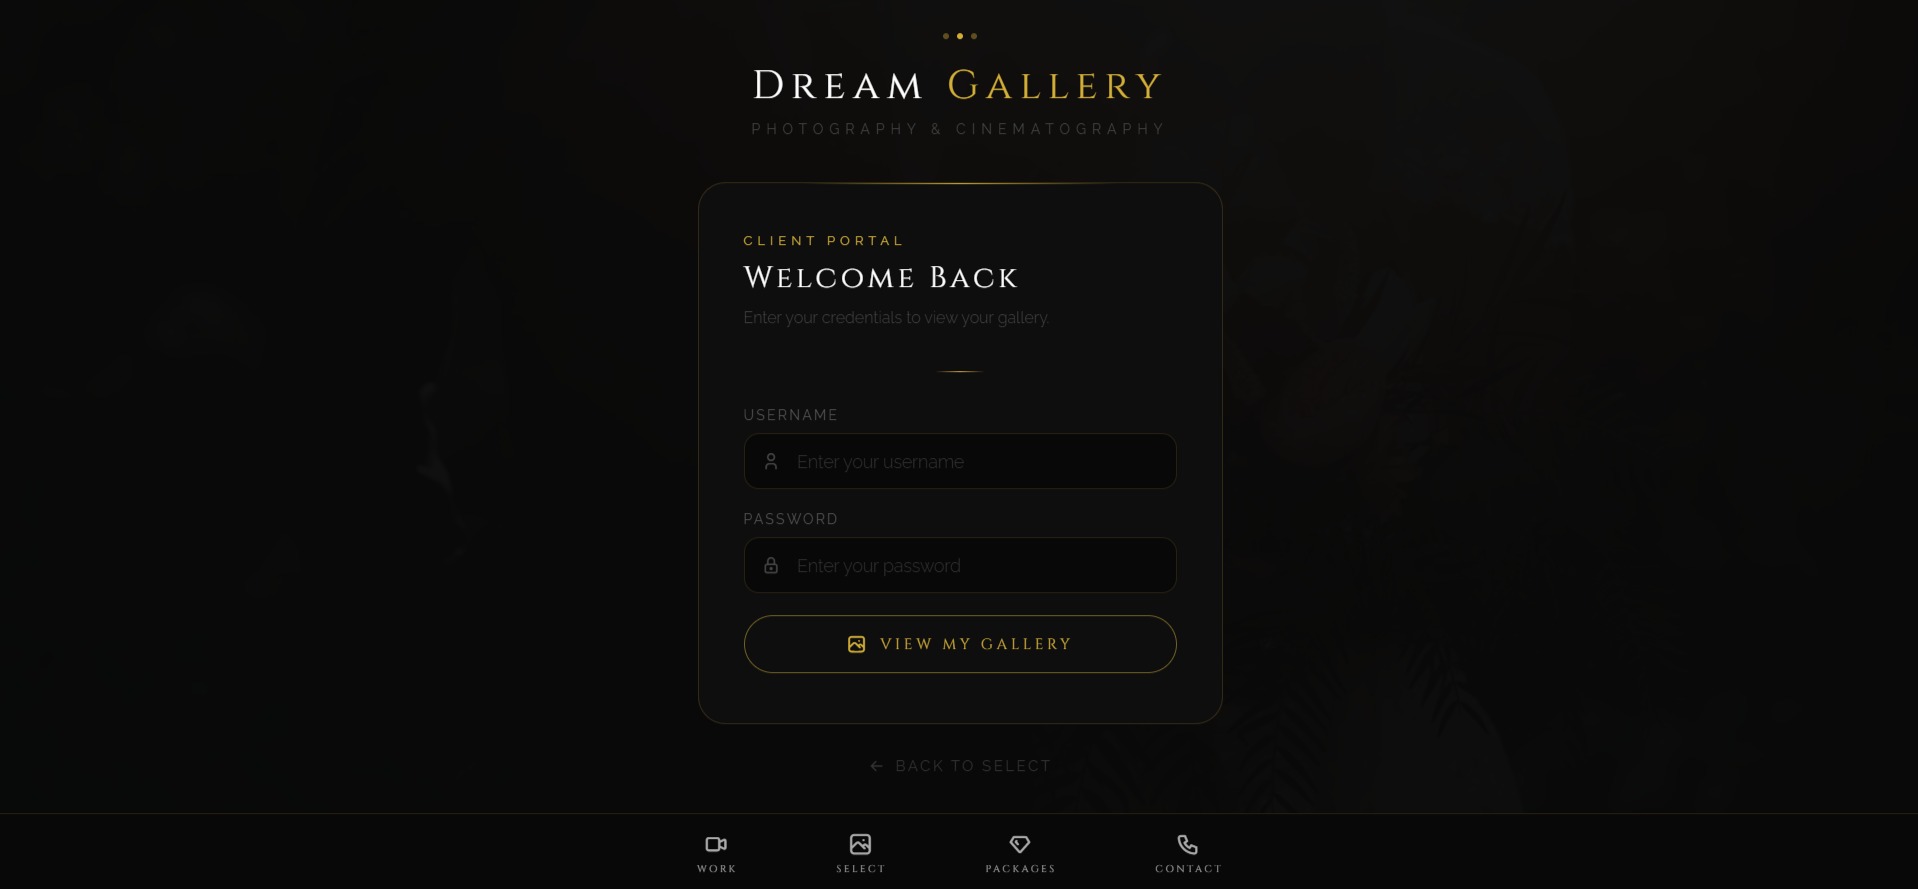 Dream Gallery
PHOTOGRAPHY & CINEMATOGRAPHY
CLIENT PORTAL
Welcome Back
Enter your credentials to view your gallery.
USERNAME
Enter your username
PASSWORD
Enter your password
VIEW MY GALLERY
← BACK TO SELECT
WORK SELECT PACKAGES CONTACT